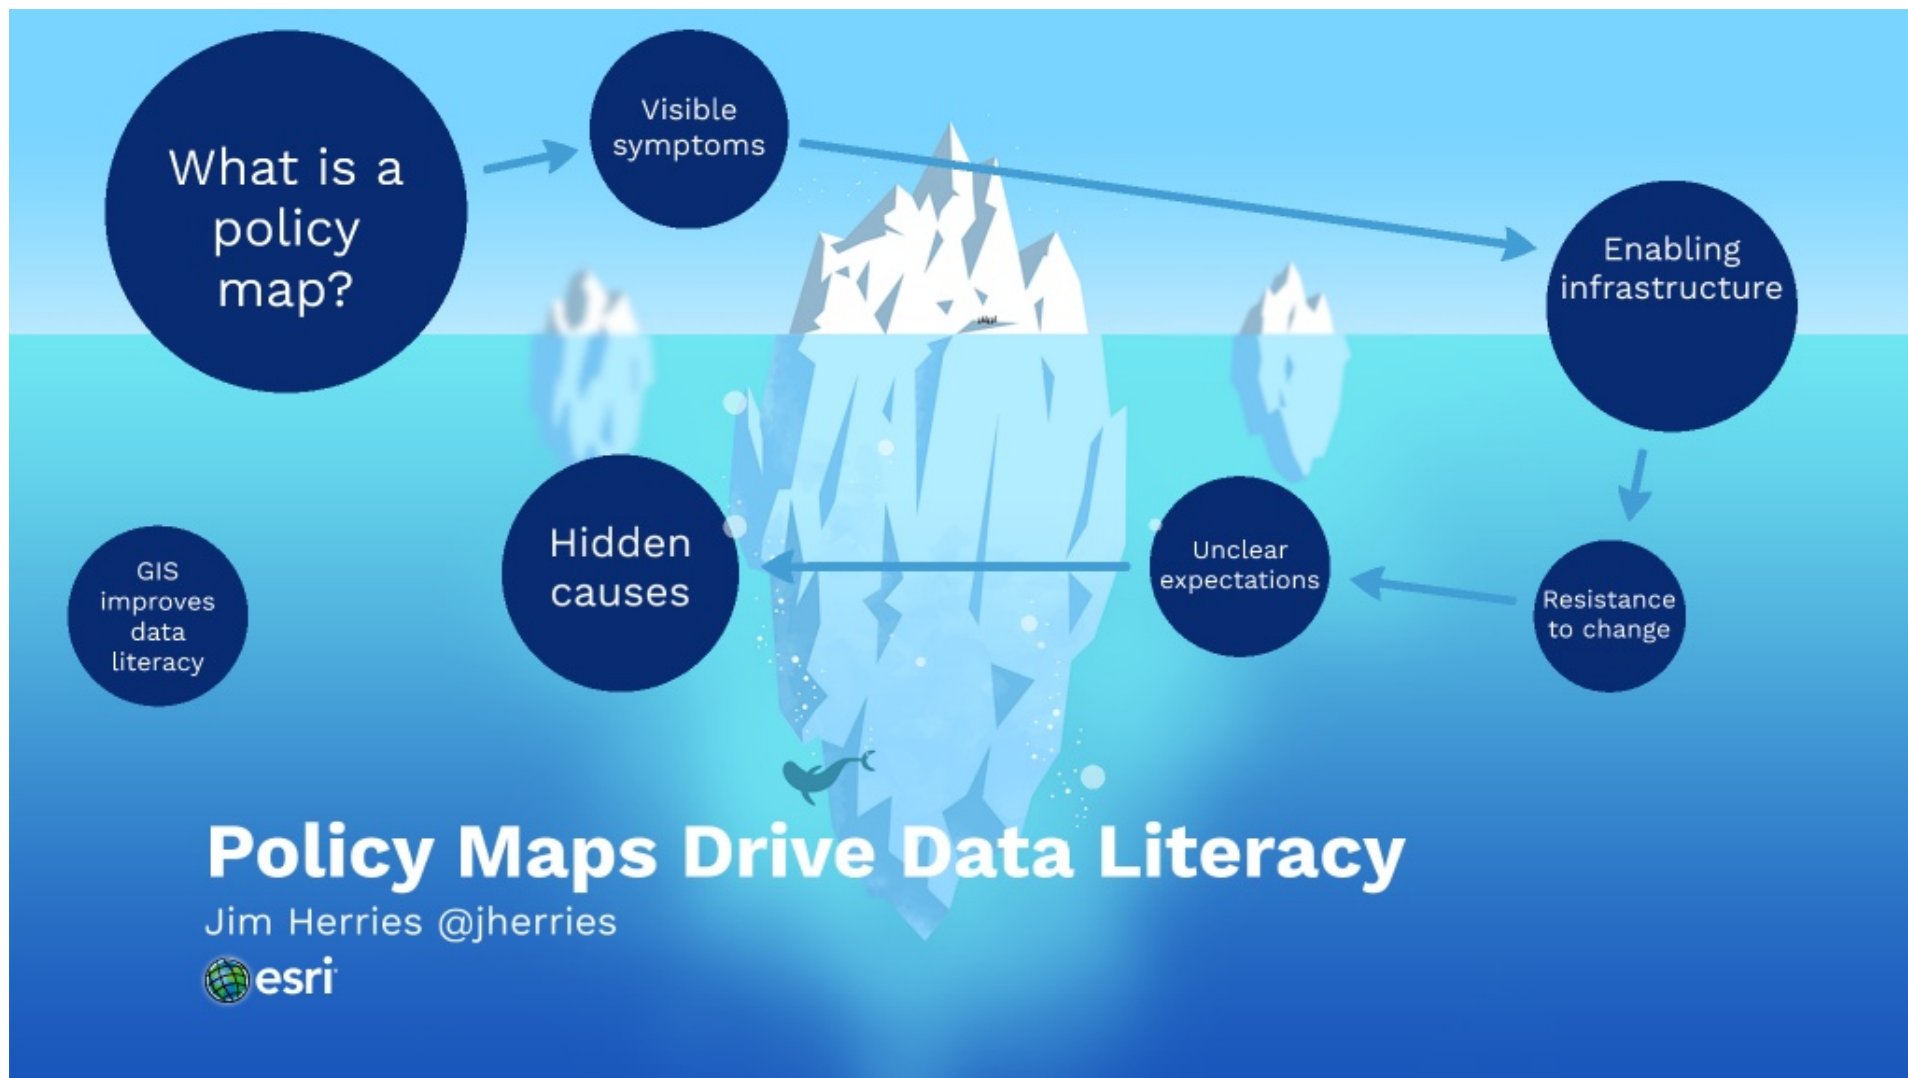 What is a
policy
map?
Visible
symptoms
Enabling
infrastructure
Resistance
to change
Unclear
expectations
Hidden
causes
GIS
improves
data
literacy
Policy Maps Drive Data Literacy
Jim Herries @jherries
esri